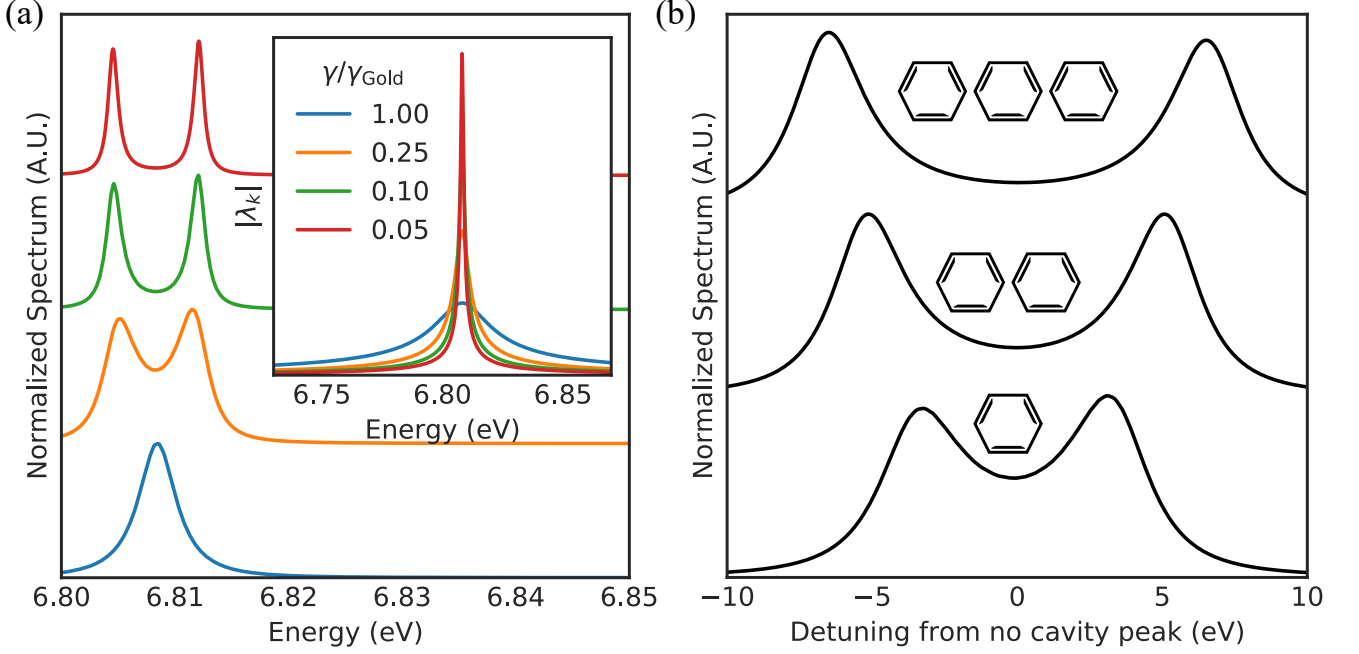 (a)
(b)
Normalized Spectrum (A.U.)
|λₖ|
γ/γGold
1.00
0.25
0.10
0.05
6.75 6.80 6.85
Energy (eV)
6.80 6.81 6.82 6.83 6.84 6.85
Energy (eV)
Normalized Spectrum (A.U.)
−10 −5 0 5 10
Detuning from no cavity peak (eV)